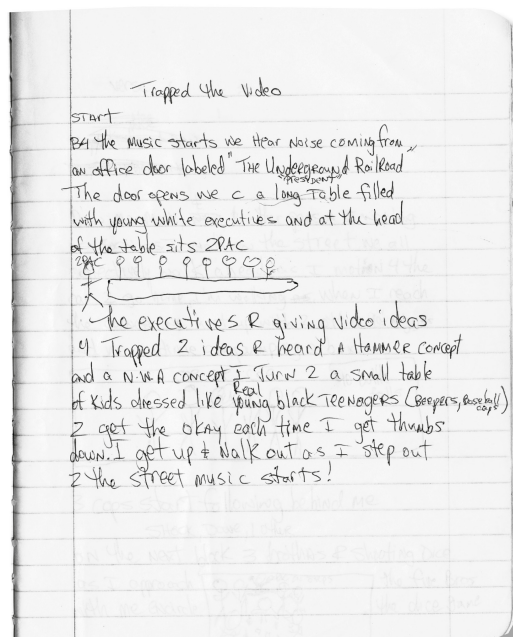 Trapped the Video
START
B4 the Music starts we Hear Noise coming from
an office door labeled "The Underground Railroad"
"President"
The door opens we c a long Table filled
with young white executives and at the head
of the table sits 2PAC
2PAC
the executives R giving video ideas
4 Trapped 2 ideas R heard A HAMMER concept
and a N.W.A concept I Turn 2 a small table
Real
of Kids dressed like young black TeeNogers (Beepers, Baseball caps)
2 get the okay each time I get thumbs
down. I get up & Walk out as I step out
2 the street music starts!